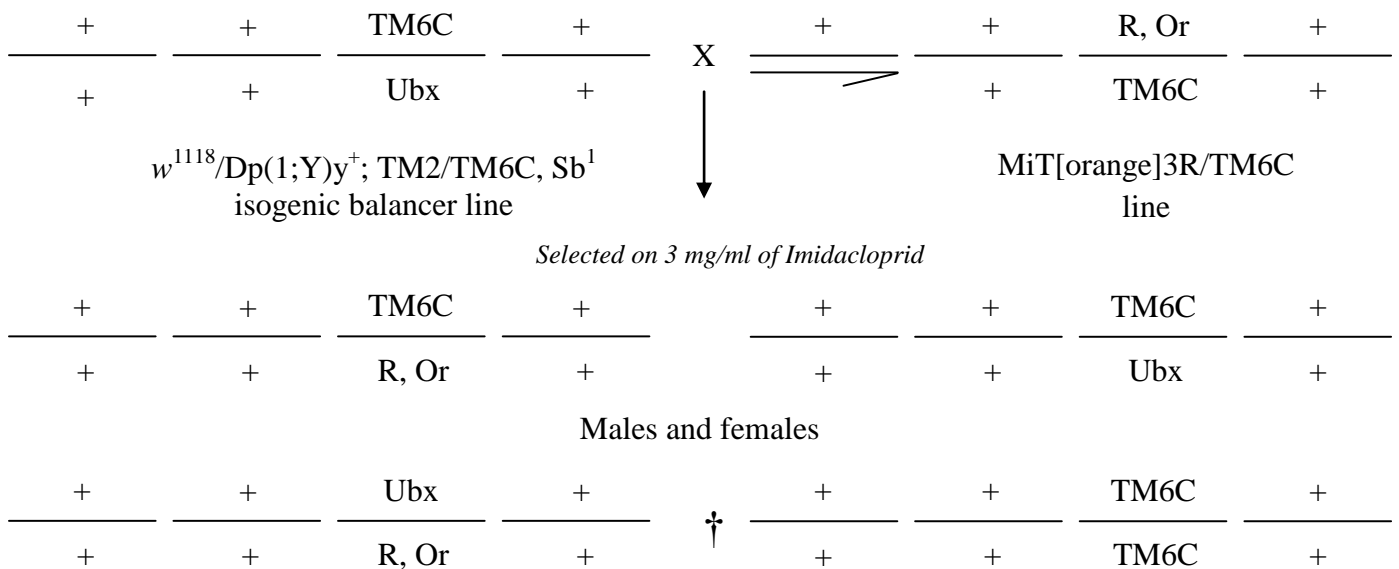 + + TM6C + X + + R, Or +
+ + Ubx + + TM6C +
w¹¹¹⁸/Dp(1;Y)y⁺; TM2/TM6C, Sb¹
isogenic balancer line
MiT[orange]3R/TM6C
line
Selected on 3 mg/ml of Imidacloprid
+ + TM6C + + + TM6C +
+ + R, Or + + + Ubx +
Males and females
+ + Ubx + † + + TM6C +
+ + R, Or + + + TM6C +